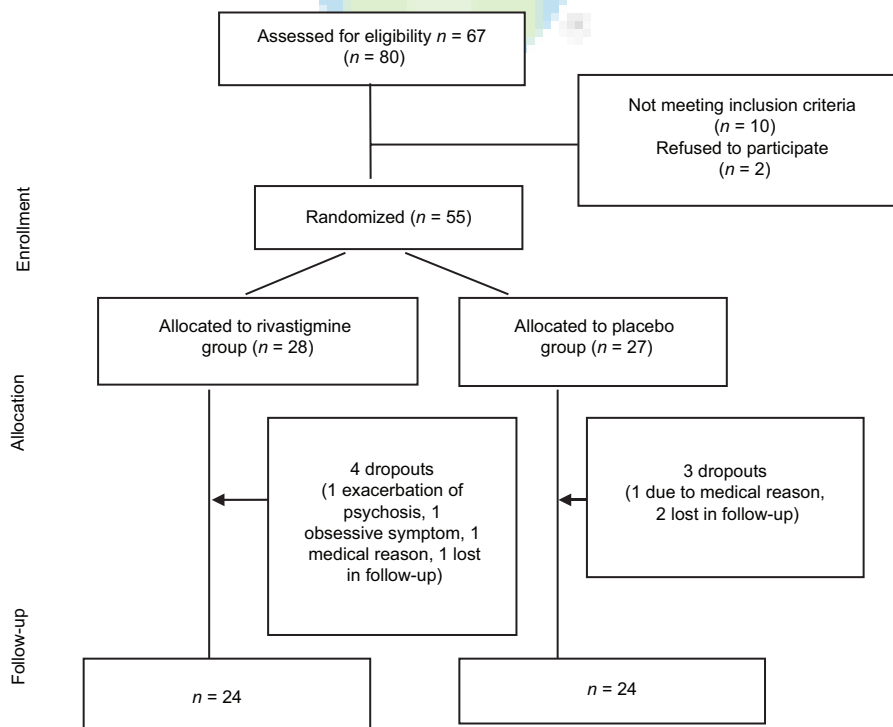 Assessed for eligibility n = 67
(n = 80)
Not meeting inclusion criteria
(n = 10)
Refused to participate
(n = 2)
Enrollment
Randomized (n = 55)
Allocated to rivastigmine
group (n = 28)
Allocated to placebo
group (n = 27)
Allocation
4 dropouts
(1 exacerbation of
psychosis, 1
obsessive symptom, 1
medical reason, 1 lost
in follow-up)
3 dropouts
(1 due to medical reason,
2 lost in follow-up)
Follow-up
n = 24
n = 24